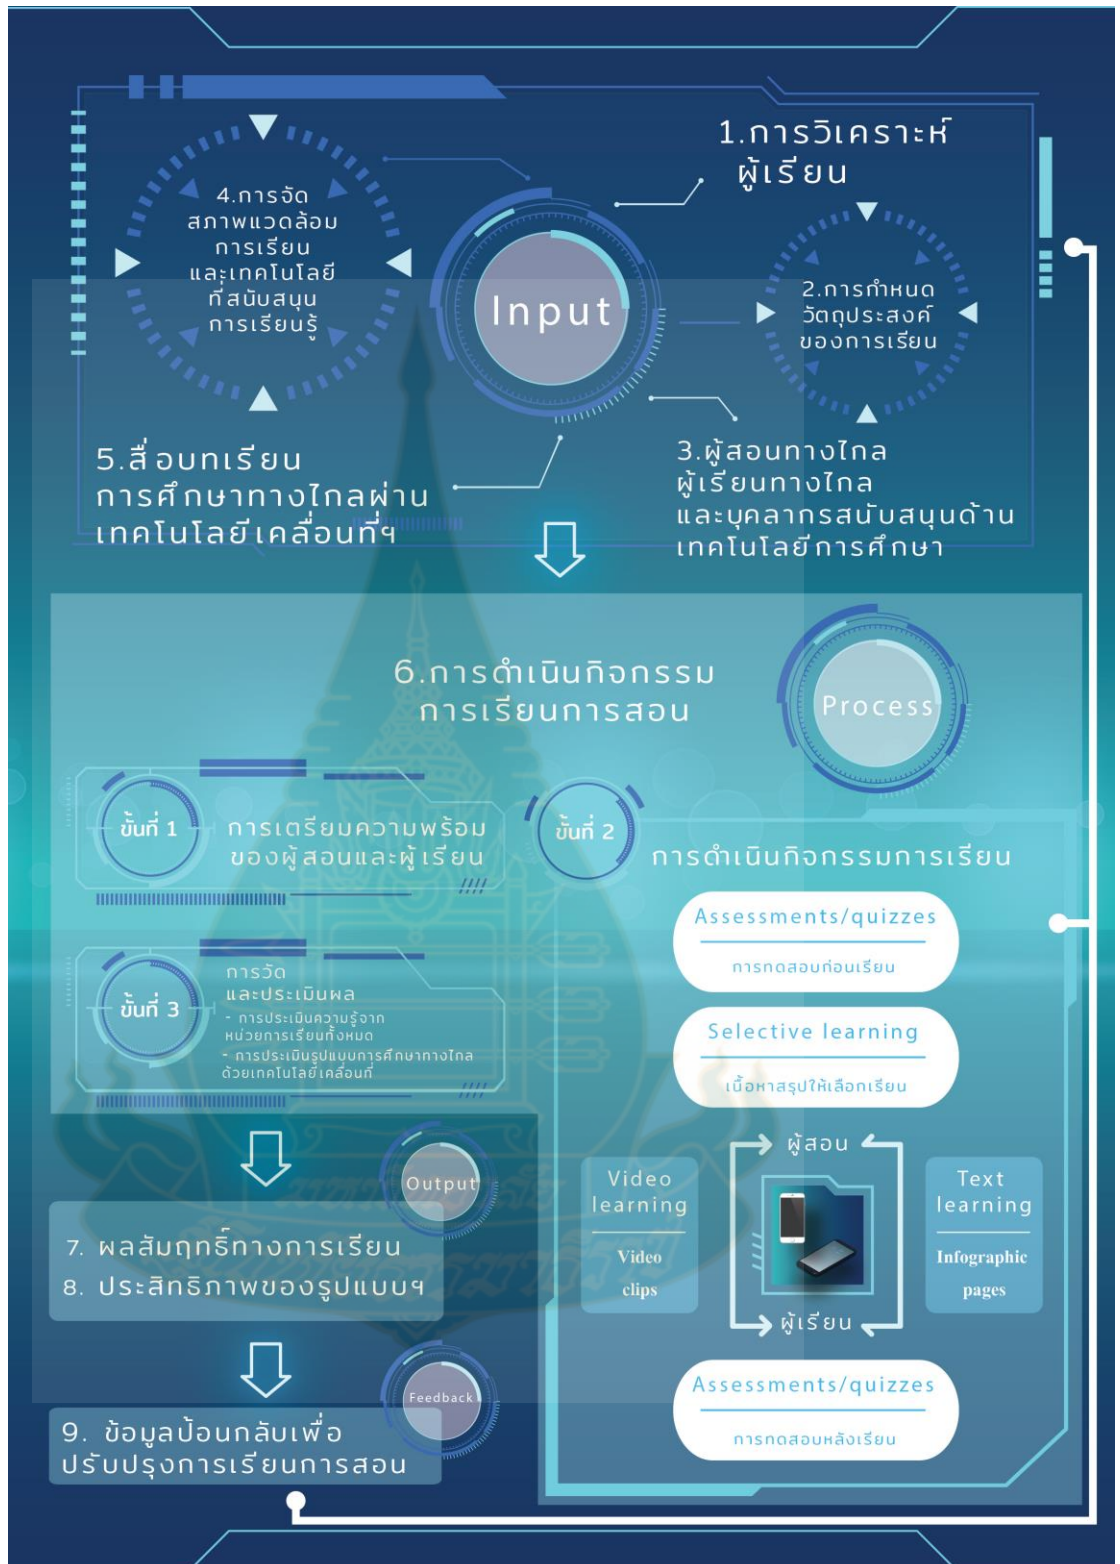 1.การวิเคราะห์
ผู้เรียน
4.การจัด
สภาพแวดล้อม
การเรียน
และเทคโนโลยี
ที่สนับสนุน
การเรียนรู้
Input
2.การกำหนด
วัตถุประสงค์
ของการเรียน
5.สื่อบทเรียน
การศึกษาทางไกลผ่าน
เทคโนโลยีเคลื่อนที่ฯ
3.ผู้สอนทางไกล
ผู้เรียนทางไกล
และบุคลากรสนับสนุนด้าน
เทคโนโลยีการศึกษา
6.การดำเนินกิจกรรม
การเรียนการสอน
Process
ขั้นที่ 1
การเตรียมความพร้อม
ของผู้สอนและผู้เรียน
ขั้นที่ 2
การดำเนินกิจกรรมการเรียน
Assessments/quizzes
การทดสอบก่อนเรียน
ขั้นที่ 3
การวัด
และประเมินผล
- การประเมินความรู้จาก
หน่วยการเรียนทั้งหมด
- การประเมินรูปแบบการศึกษาทางไกล
ด้วยเทคโนโลยีเคลื่อนที่
Selective learning
เนื้อหาสรุปให้เลือกเรียน
ผู้สอน
Video
learning
Video
clips
Text
learning
Infographic
pages
ผู้เรียน
Assessments/quizzes
การทดสอบหลังเรียน
Output
7. ผลสัมฤทธิ์ทางการเรียน
8. ประสิทธิภาพของรูปแบบฯ
Feedback
9. ข้อมูลป้อนกลับเพื่อ
ปรับปรุงการเรียนการสอน